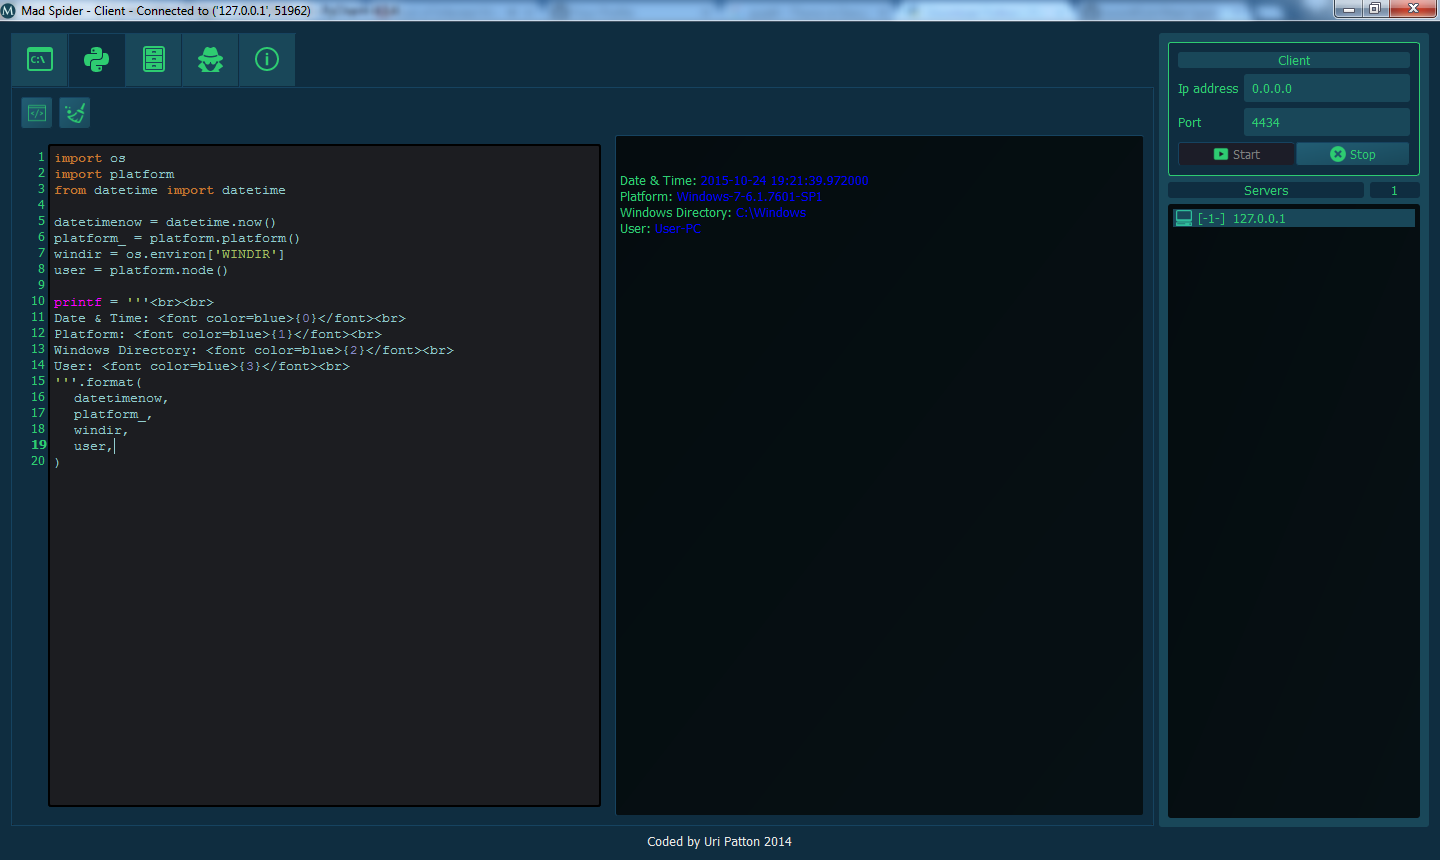 Mad Spider - Client - Connected to ('127.0.0.1', 51962)
C:\
1 import os
2 import platform
3 from datetime import datetime
4
5 datetimenow = datetime.now()
6 platform_ = platform.platform()
7 windir = os.environ['WINDIR']
8 user = platform.node()
9
10 printf = '''<br><br>
11 Date & Time: <font color=blue>{0}</font><br>
12 Platform: <font color=blue>{1}</font><br>
13 Windows Directory: <font color=blue>{2}</font><br>
14 User: <font color=blue>{3}</font><br>
15 '''.format(
16 datetimenow,
17 platform_,
18 windir,
19 user,
20 )
Date & Time: 2015-10-24 19:21:39.972000
Platform: Windows-7-6.1.7601-SP1
Windows Directory: C:\Windows
User: User-PC
Client
Ip address 0.0.0.0
Port 4434
Start Stop
Servers 1
[-1-] 127.0.0.1
Coded by Uri Patton 2014